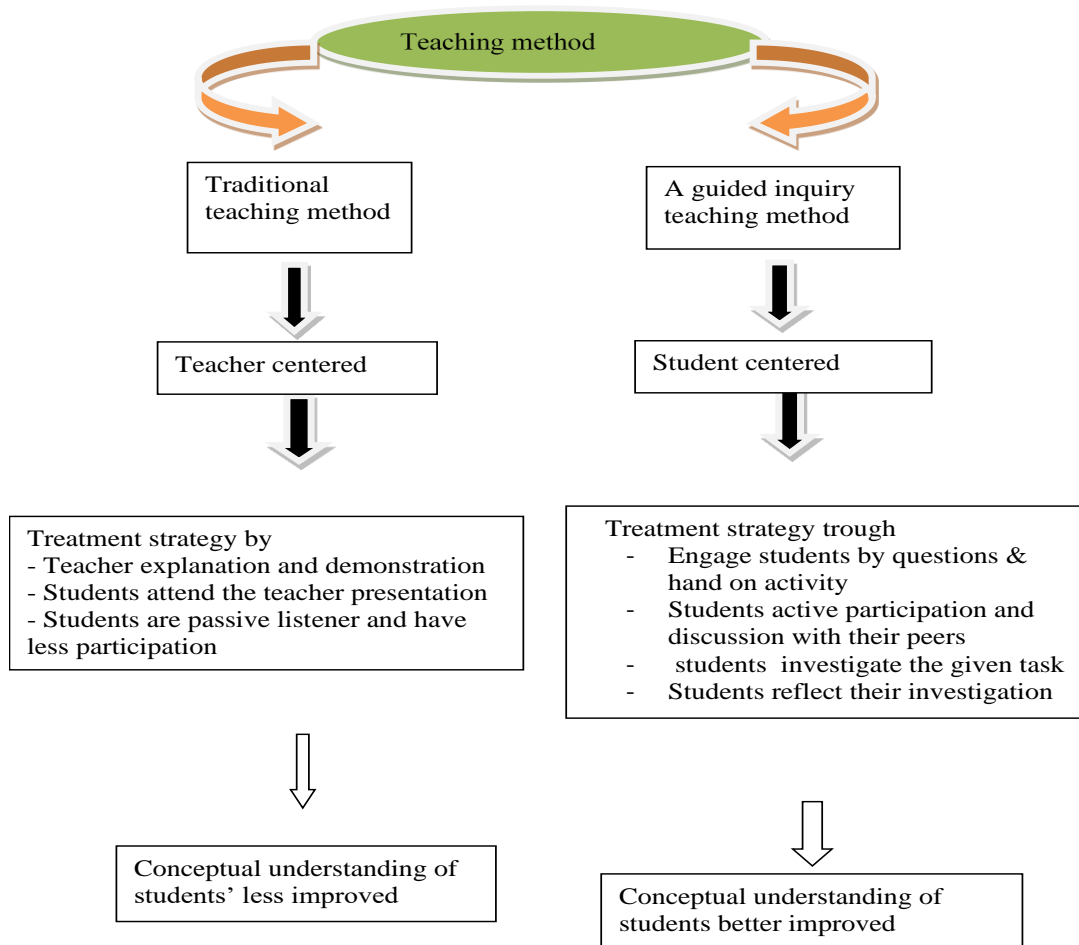 Teaching method
Traditional
teaching method
A guided inquiry
teaching method
Teacher centered
Student centered
Treatment strategy by
- Teacher explanation and demonstration
- Students attend the teacher presentation
- Students are passive listener and have
less participation
Treatment strategy trough
- Engage students by questions &
hand on activity
- Students active participation and
discussion with their peers
- students investigate the given task
- Students reflect their investigation
Conceptual understanding of
students’ less improved
Conceptual understanding of
students better improved